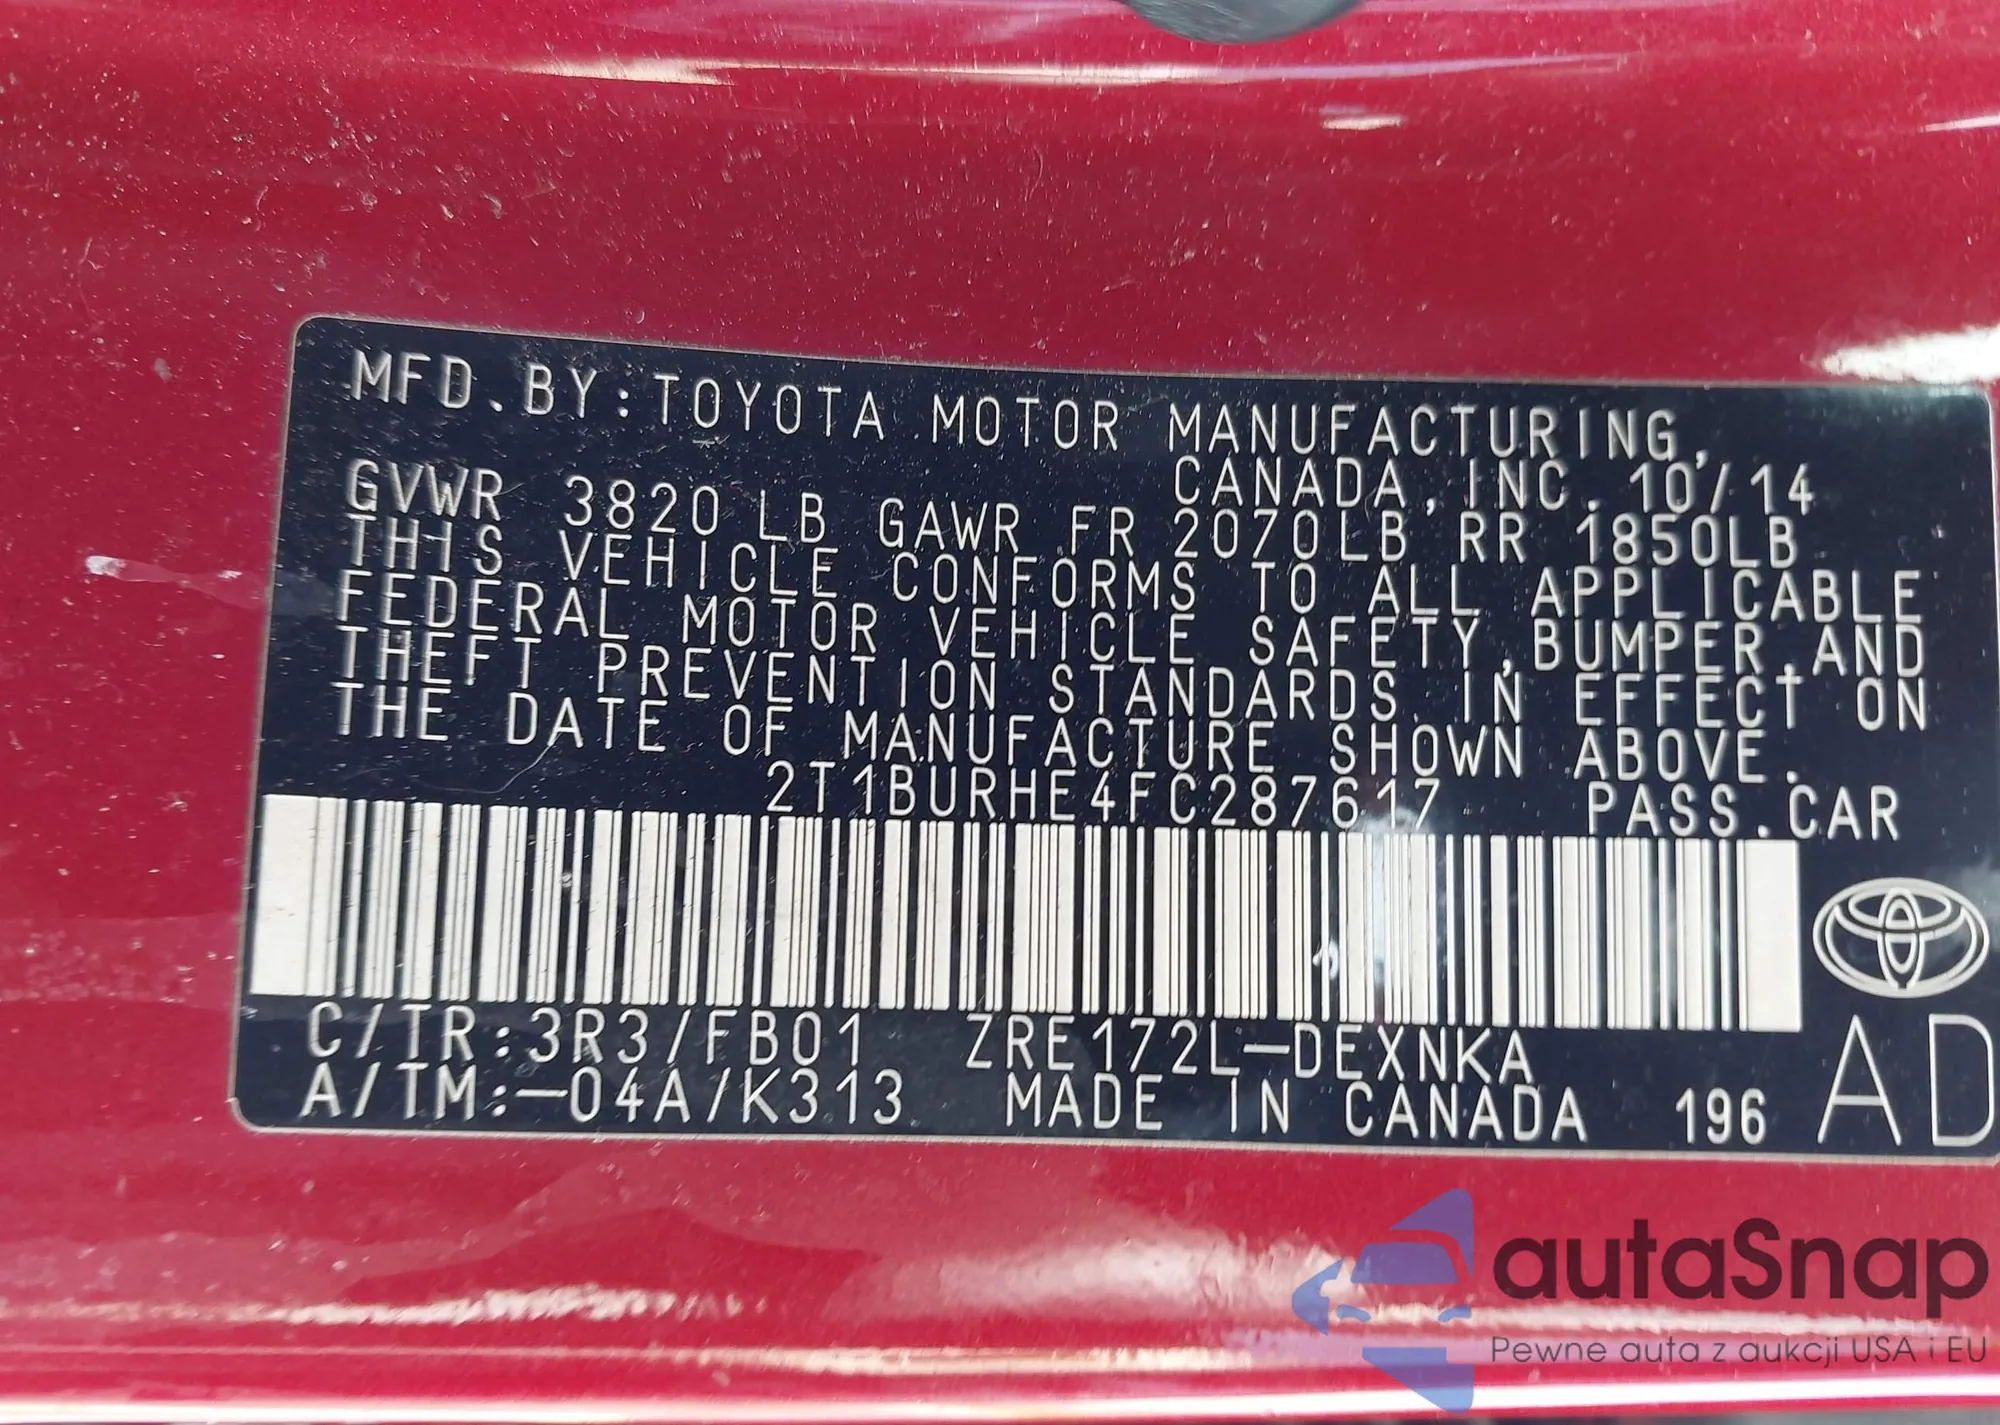 MFD.BY:TOYOTA MOTOR MANUFACTURING,
CANADA,INC. 10/14
GVWR 3820 LB GAWR FR 2070LB RR 1850LB
THIS VEHICLE CONFORMS TO ALL APPLICABLE
FEDERAL MOTOR VEHICLE SAFETY,BUMPER,AND
THEFT PREVENTION STANDARDS IN EFFECT ON
THE DATE OF MANUFACTURE SHOWN ABOVE.
2T1BURHE4FC287617 PASS.CAR
C/TR:3R3/FB01 ZRE172L-DEXNKA
A/TM:-04A/K313 MADE IN CANADA 196
AD
autaSnap
Pewne auta z aukcji USA i EU